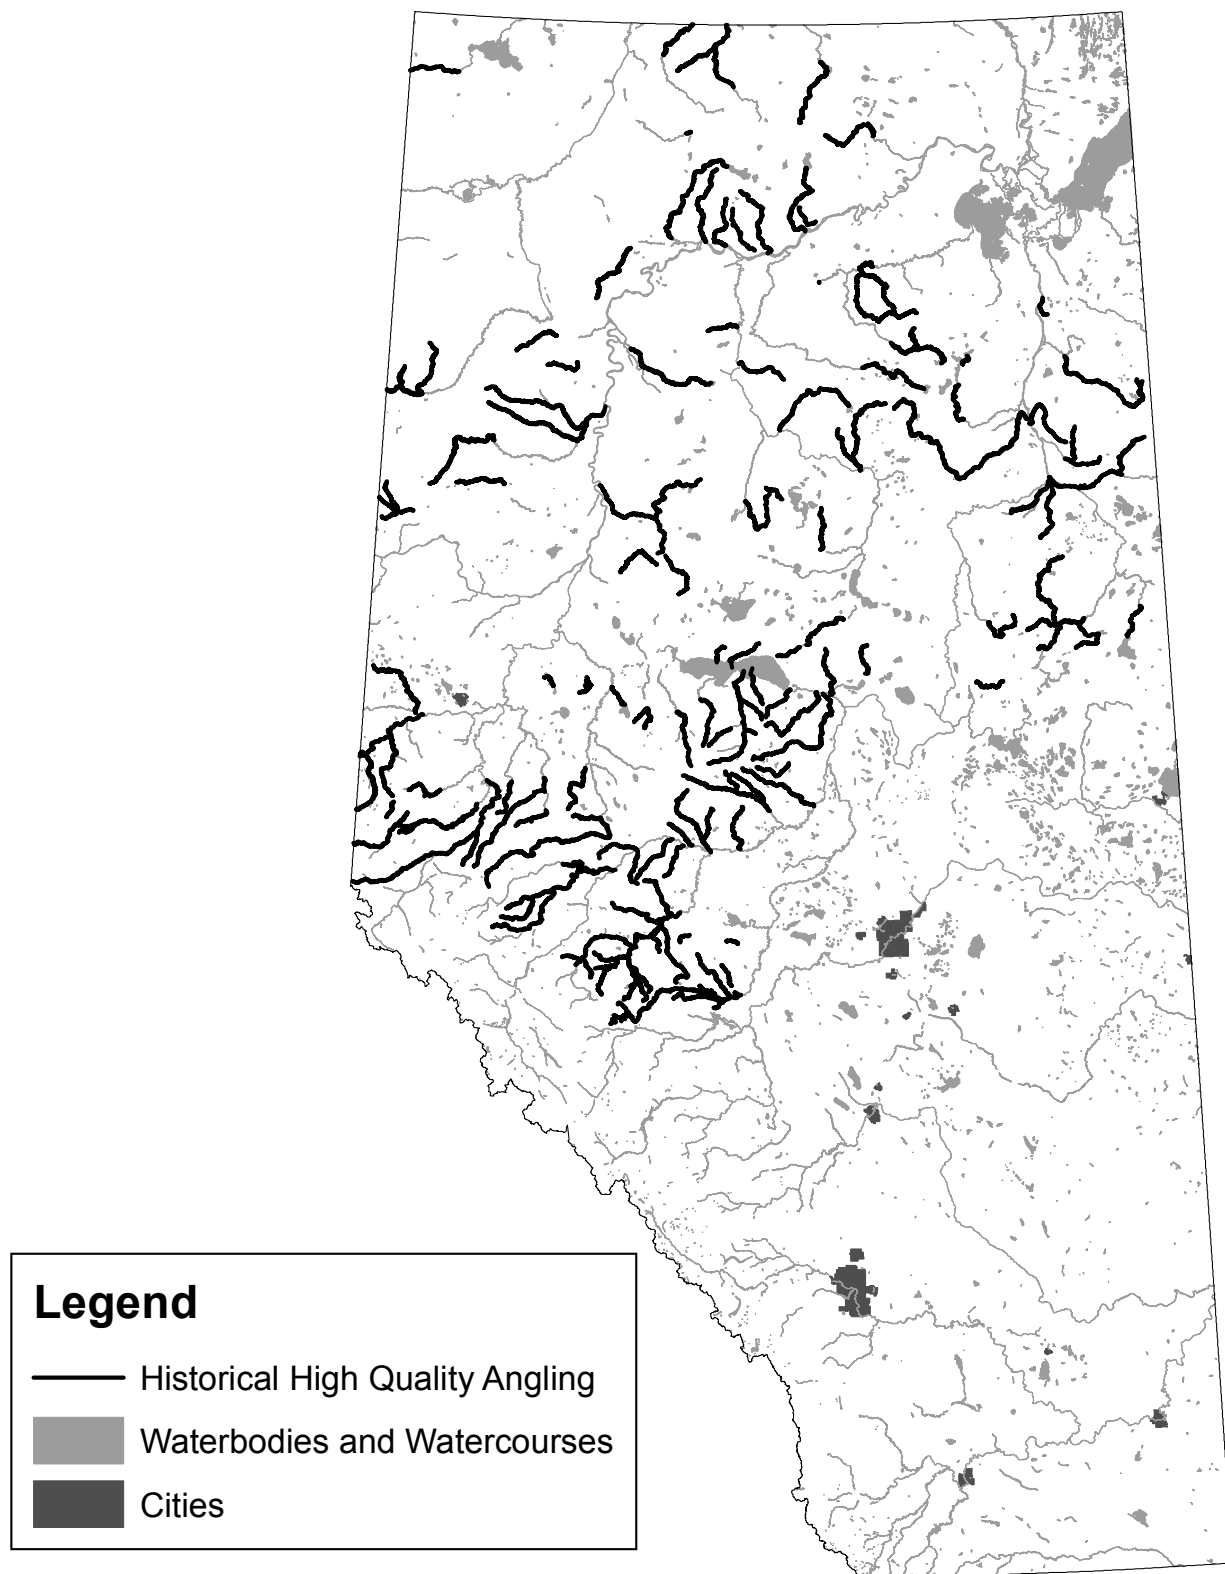 Legend
Historical High Quality Angling
Waterbodies and Watercourses
Cities